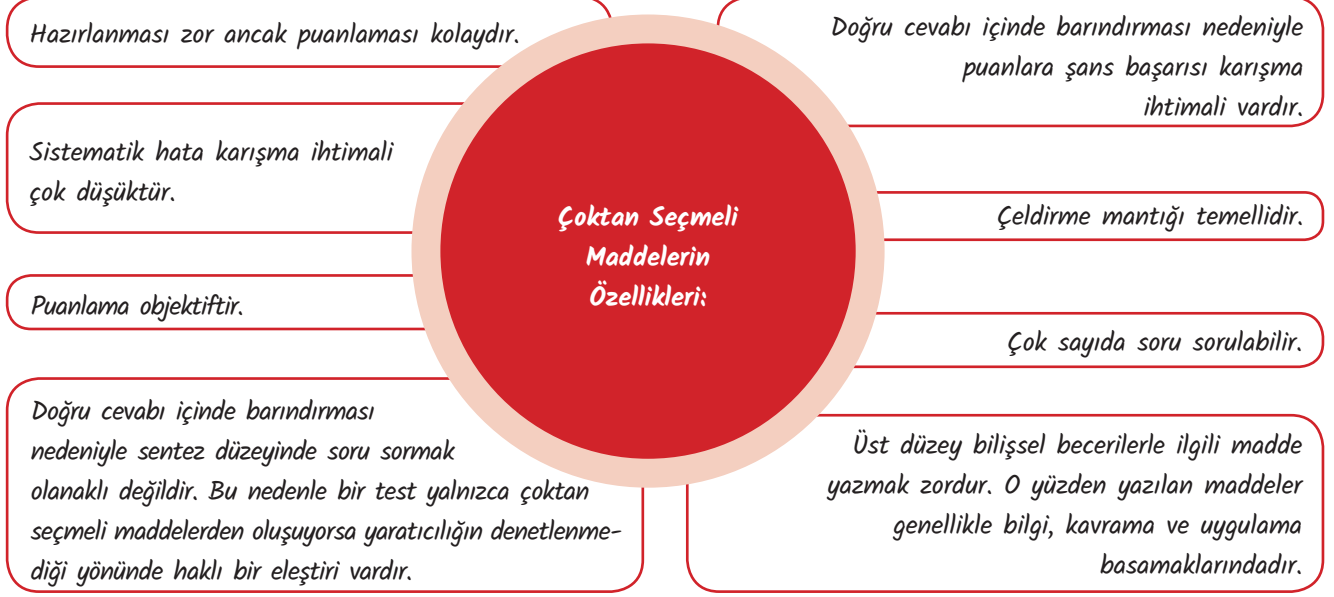 Hazırlanması zor ancak puanlaması kolaydır.
Sistematik hata karışma ihtimali
çok düşüktür.
Puanlama objektiftir.
Doğru cevabı içinde barındırması
nedeniyle sentez düzeyinde soru sormak
olanaklı değildir. Bu nedenle bir test yalnızca çoktan
seçmeli maddelerden oluşuyorsa yaratıcılığın denetlenme-
diği yönünde haklı bir eleştiri vardır.
Çoktan Seçmeli
Maddelerin
Özellikleri:
Doğru cevabı içinde barındırması nedeniyle
puanlara şans başarısı karışma
ihtimali vardır.
Çeldirme mantığı temellidir.
Çok sayıda soru sorulabilir.
Üst düzey bilişsel becerilerle ilgili madde
yazmak zordur. O yüzden yazılan maddeler
genellikle bilgi, kavrama ve uygulama
basamaklarındadır.